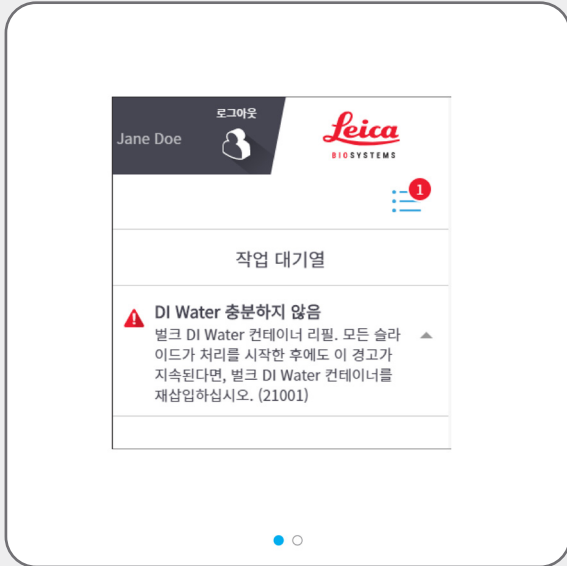 로그아웃
Jane Doe
Leica
BIOSYSTEMS
1
작업 대기열
DI Water 충분하지 않음
벌크 DI Water 컨테이너 리필. 모든 슬라
이드가 처리를 시작한 후에도 이 경고가
지속된다면, 벌크 DI Water 컨테이너를
재삽입하십시오. (21001)